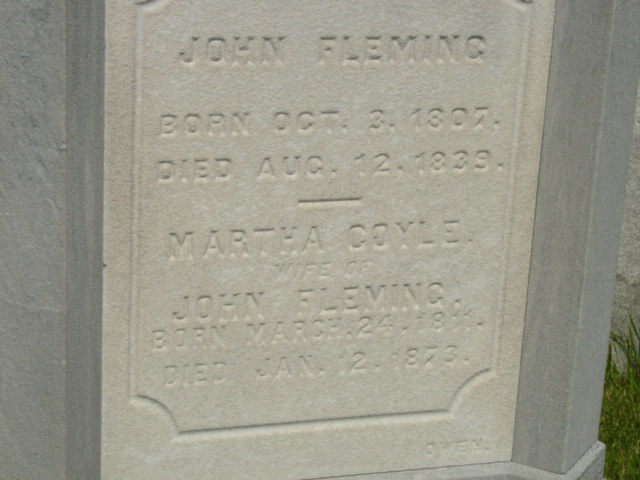 JOHN FLEMING
BORN OCT. 3. 1807.
DIED AUG. 12, 1839.
MARTHA COYLE.
WIFE OF
JOHN FLEMING.
BORN MARCH. 24. 1811.
DIED JAN. 12. 1873.
OWEN.